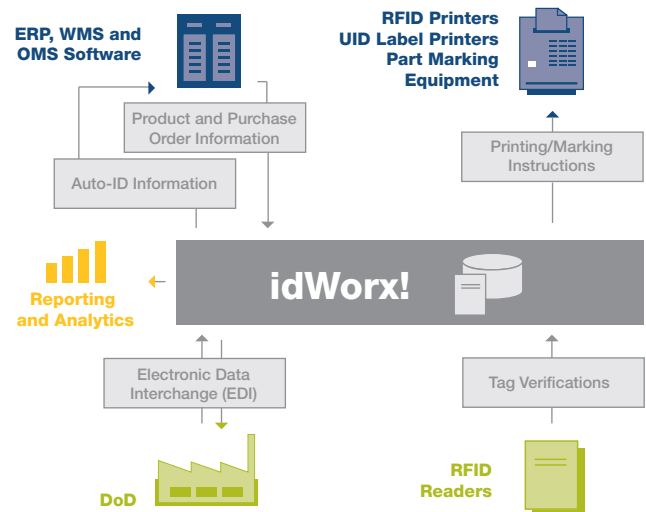 ERP, WMS and
OMS Software
RFID Printers
UID Label Printers
Part Marking
Equipment
Product and Purchase
Order Information
Printing/Marking
Instructions
Auto-ID Information
idWorx!
Reporting
and Analytics
Electronic Data
Interchange (EDI)
Tag Verifications
DoD
RFID
Readers